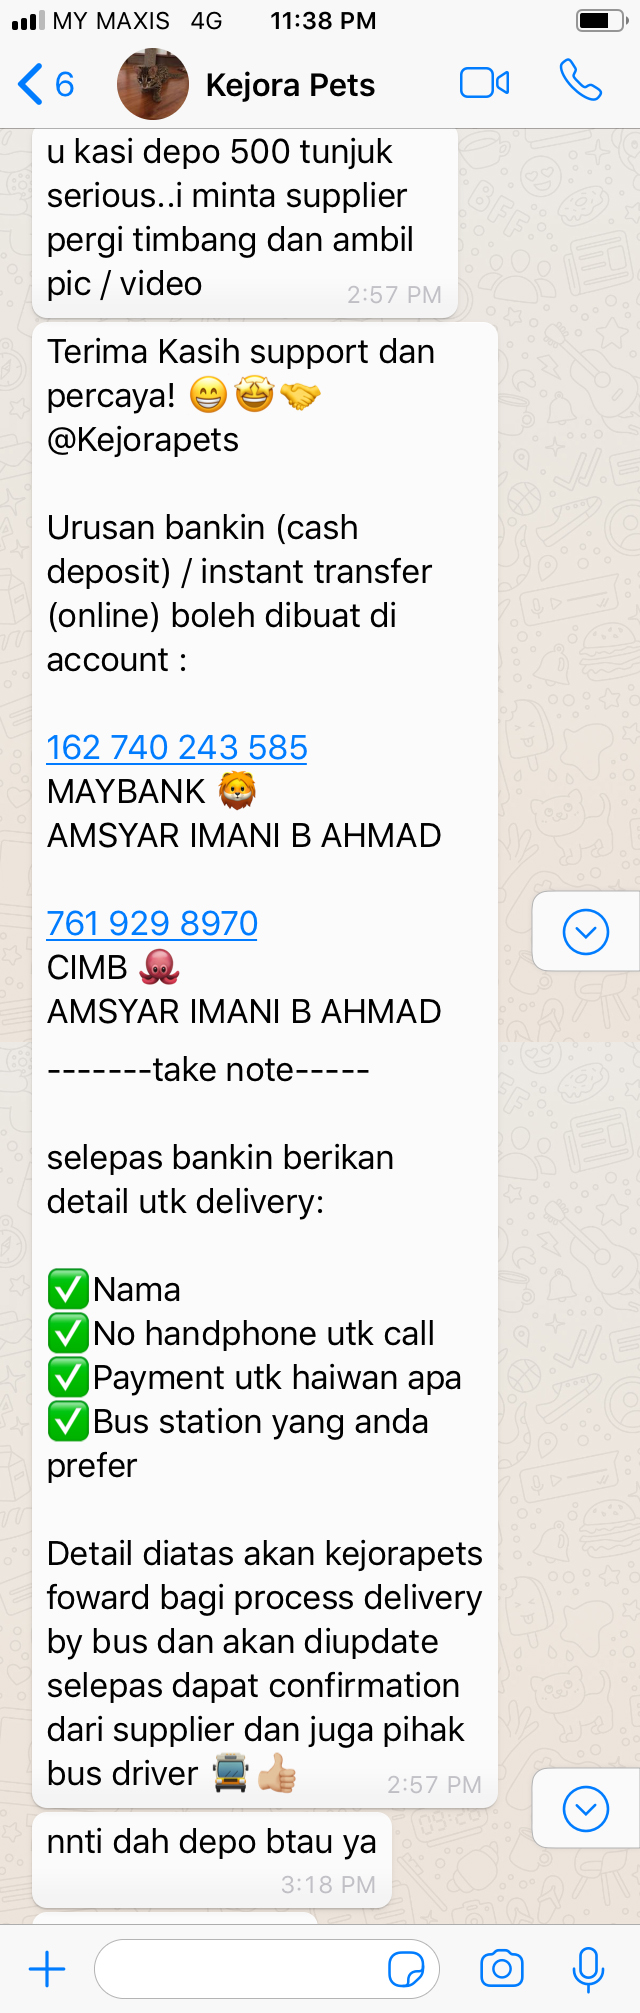 MY MAXIS 4G 11:38 PM
6 Kejora Pets
u kasi depo 500 tunjuk
serious..i minta supplier
pergi timbang dan ambil
pic / video
2:57 PM
Terima Kasih support dan
percaya! 😁🤩🤝
@Kejorapets
Urusan bankin (cash
deposit) / instant transfer
(online) boleh dibuat di
account :
162 740 243 585
MAYBANK 🦁
AMSYAR IMANI B AHMAD
761 929 8970
CIMB 🐙
AMSYAR IMANI B AHMAD
-------take note-----
selepas bankin berikan
detail utk delivery:
✅Nama
✅No handphone utk call
✅Payment utk haiwan apa
✅Bus station yang anda
prefer
Detail diatas akan kejorapets
foward bagi process delivery
by bus dan akan diupdate
selepas dapat confirmation
dari supplier dan juga pihak
bus driver 🚍👍🏼
2:57 PM
nnti dah depo btau ya
3:18 PM